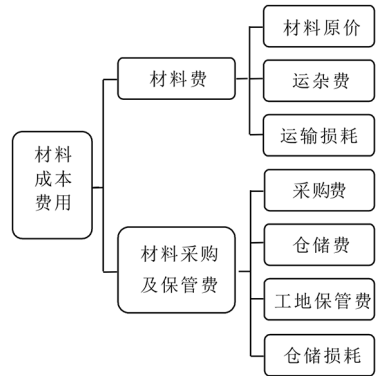 材料
成本
费用
材料费
材料原价
运杂费
运输损耗
材料采购
及保管费
采购费
仓储费
工地保管费
仓储损耗